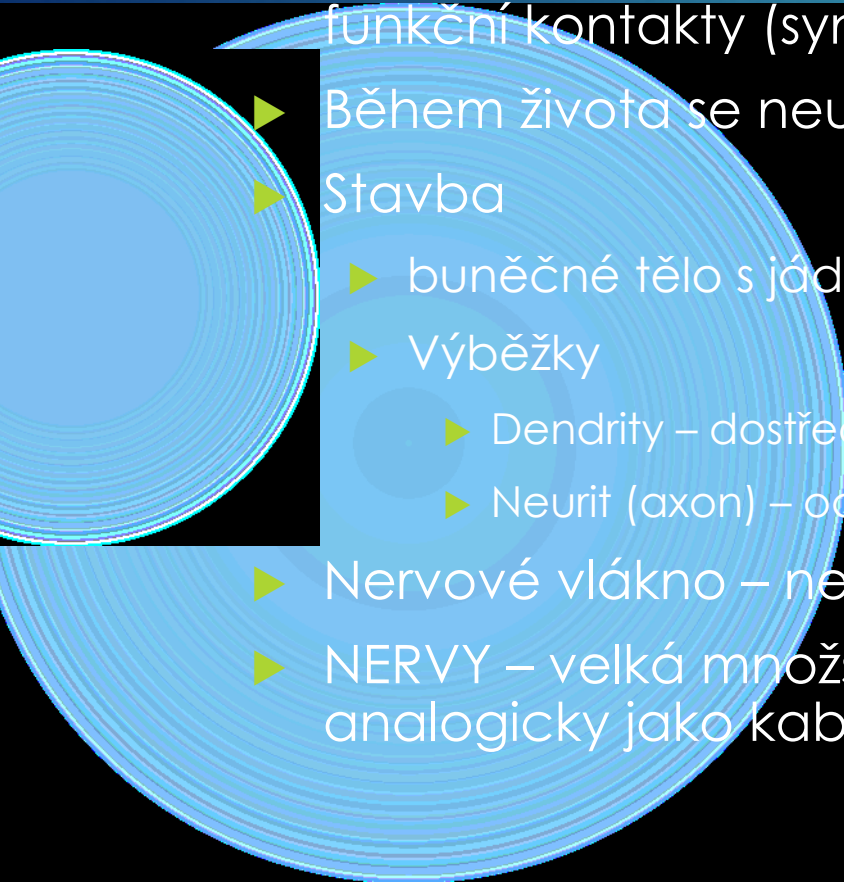 funkční kontakty (syn
Během života se neu
Stavba
buněčné tělo s jád
Výběžky
Dendrity – dostře
Neurit (axon) – od
Nervové vlákno – ne
NERVY – velká množs
analogicky jako kab